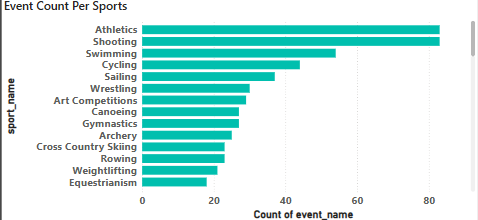 Event Count Per Sports
Athletics
Shooting
Swimming
Cycling
Sailing
Wrestling
Art Competitions
Canoeing
Gymnastics
Archery
Cross Country Skiing
Rowing
Weightlifting
Equestrianism
sport_name
0 20 40 60 80
Count of event_name